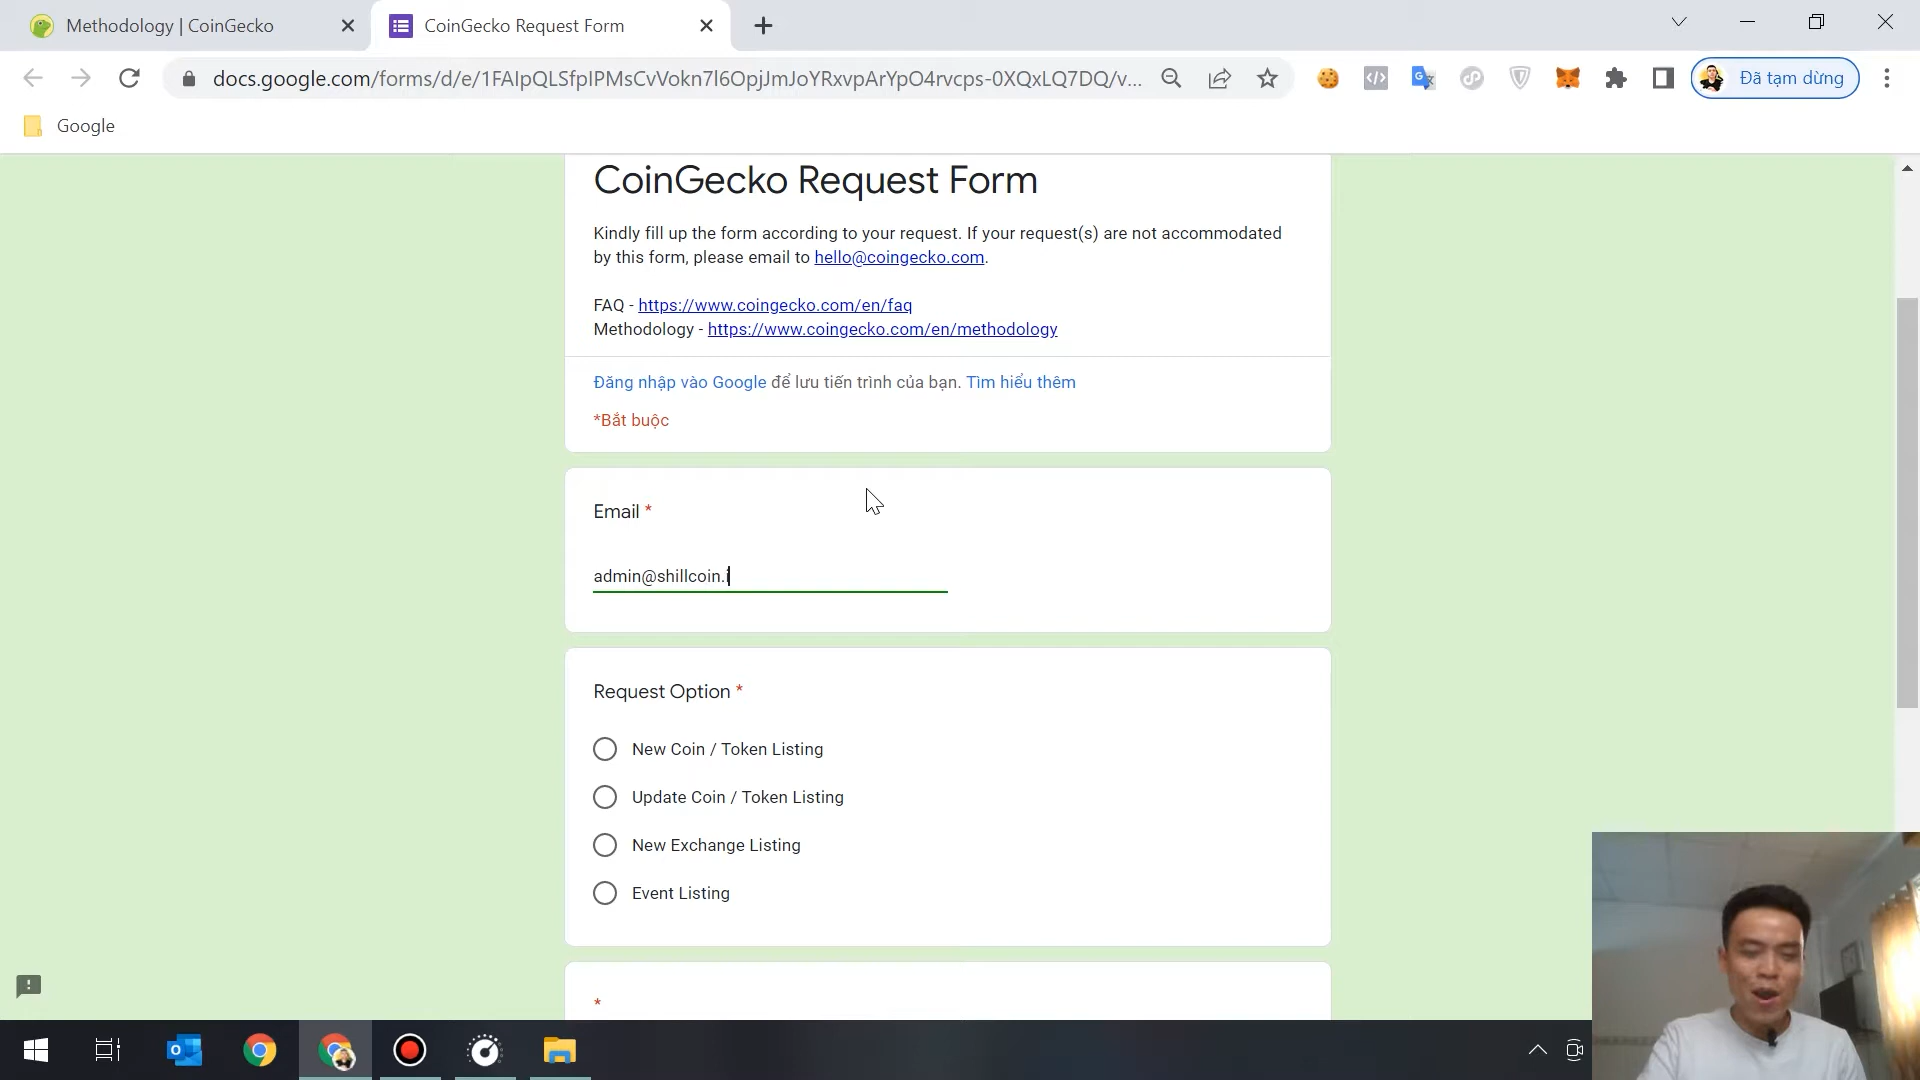 Methodology | CoinGecko
CoinGecko Request Form
docs.google.com/forms/d/e/1FAIpQLSfpIPMsCvVokn7l6OpjJmJoYRxvpArYpO4rvcps-0XQxLQ7DQ/v...
Đã tạm dừng
Google
CoinGecko Request Form
Kindly fill up the form according to your request. If your request(s) are not accommodated
by this form, please email to hello@coingecko.com.
FAQ - https://www.coingecko.com/en/faq
Methodology - https://www.coingecko.com/en/methodology
Đăng nhập vào Google để lưu tiến trình của bạn. Tìm hiểu thêm
*Bắt buộc
Email *
admin@shillcoin.i
Request Option *
New Coin / Token Listing
Update Coin / Token Listing
New Exchange Listing
Event Listing
*